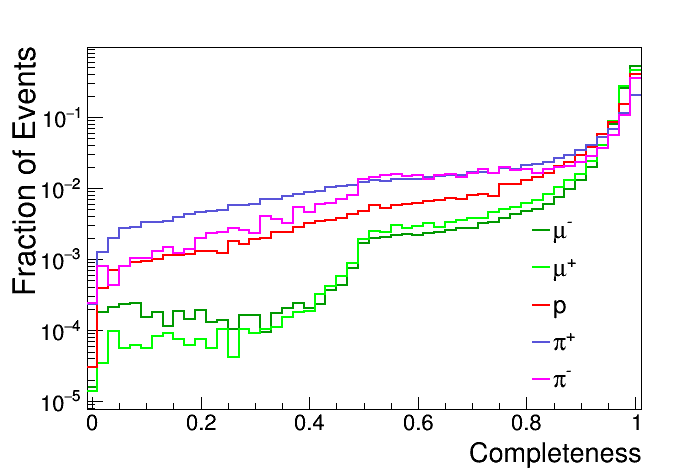 Fraction of Events
10⁻¹
10⁻²
10⁻³
10⁻⁴
10⁻⁵
μ⁻
μ⁺
p
π⁺
π⁻
0 0.2 0.4 0.6 0.8 1
Completeness